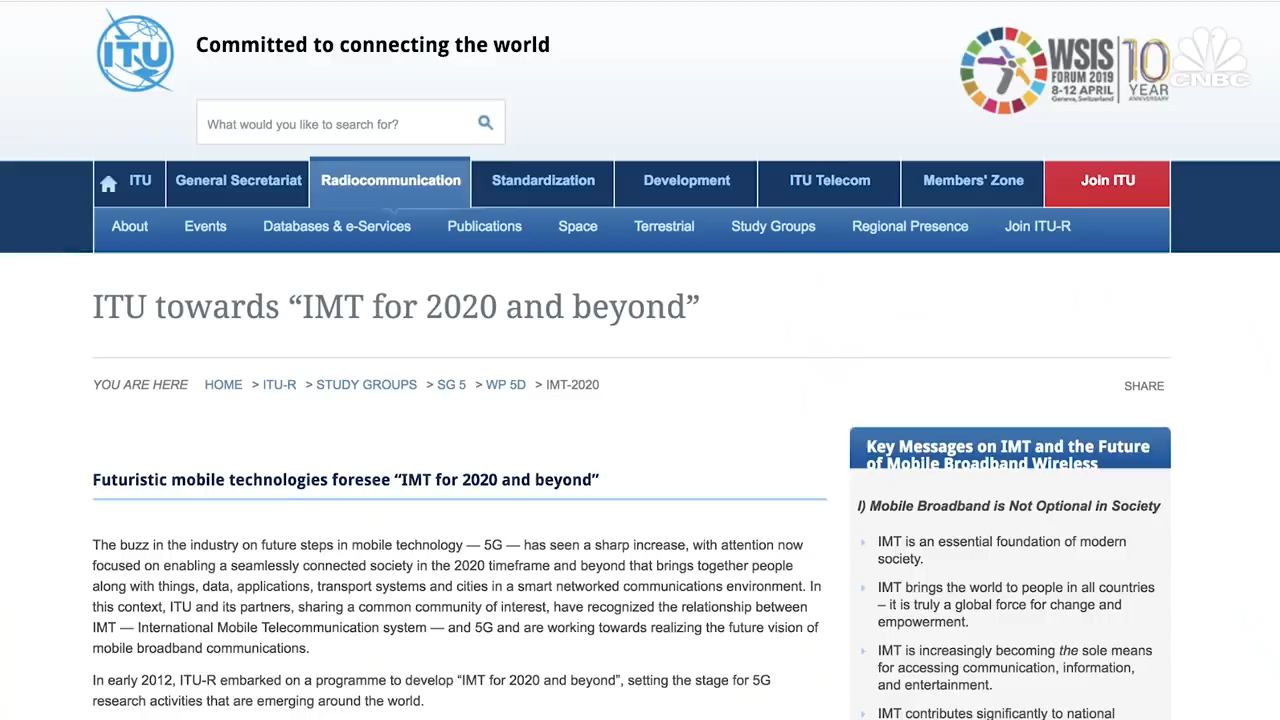 ITU
Committed to connecting the world
WSIS
FORUM 2019
8-12 APRIL
Geneva, Switzerland
10
YEAR
ANNIVERSARY
CNBC
What would you like to search for?
ITU General Secretariat Radiocommunication Standardization Development ITU Telecom Members' Zone Join ITU
About Events Databases & e-Services Publications Space Terrestrial Study Groups Regional Presence Join ITU-R
ITU towards “IMT for 2020 and beyond”
YOU ARE HERE HOME > ITU-R > STUDY GROUPS > SG 5 > WP 5D > IMT-2020
SHARE
Futuristic mobile technologies foresee “IMT for 2020 and beyond”
The buzz in the industry on future steps in mobile technology — 5G — has seen a sharp increase, with attention now
focused on enabling a seamlessly connected society in the 2020 timeframe and beyond that brings together people
along with things, data, applications, transport systems and cities in a smart networked communications environment. In
this context, ITU and its partners, sharing a common community of interest, have recognized the relationship between
IMT — International Mobile Telecommunication system — and 5G and are working towards realizing the future vision of
mobile broadband communications.
In early 2012, ITU-R embarked on a programme to develop “IMT for 2020 and beyond”, setting the stage for 5G
research activities that are emerging around the world.
Key Messages on IMT and the Future
of Mobile Broadband Wireless
I) Mobile Broadband is Not Optional in Society
IMT is an essential foundation of modern
society.
IMT brings the world to people in all countries
– it is truly a global force for change and
empowerment.
IMT is increasingly becoming the sole means
for accessing communication, information,
and entertainment.
IMT contributes significantly to national